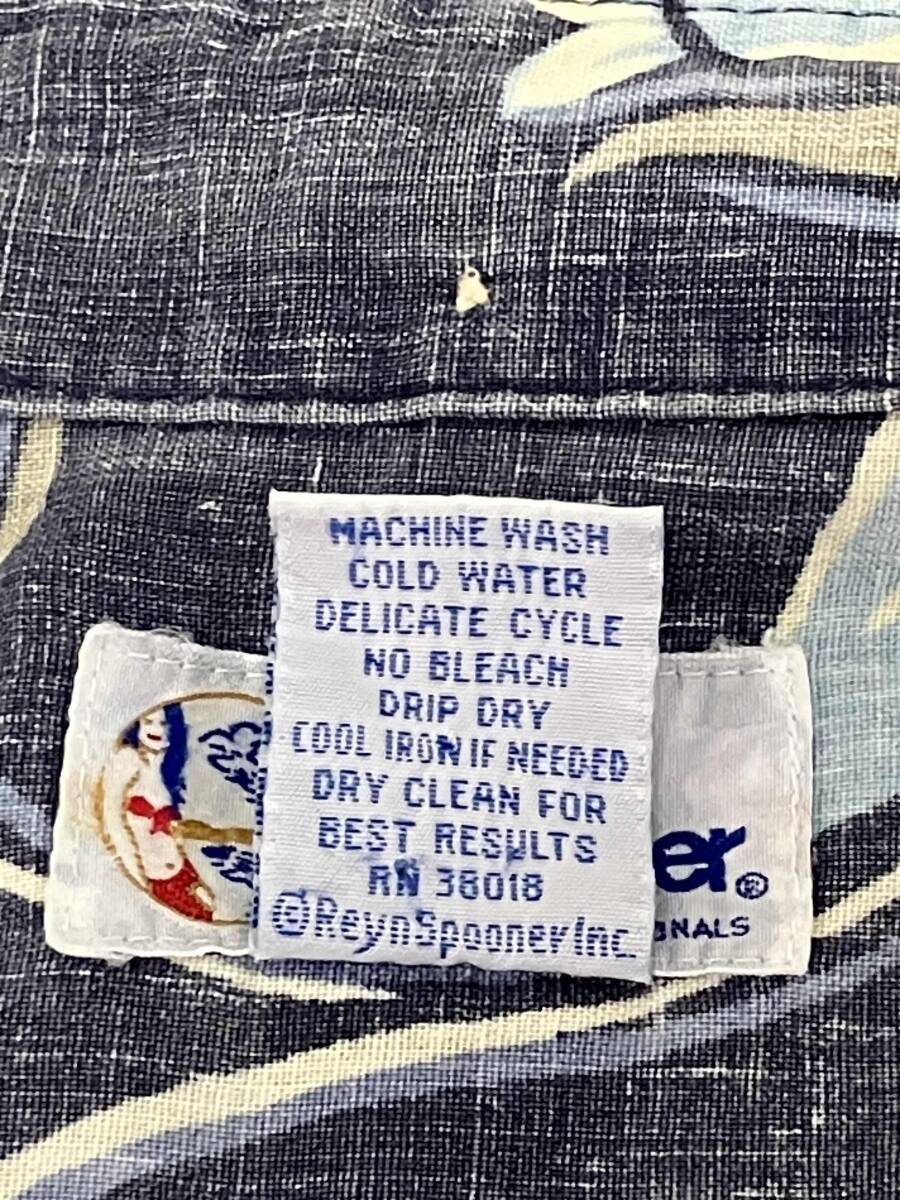 MACHINE WASH
COLD WATER
DELICATE CYCLE
NO BLEACH
DRIP DRY
COOL IRON IF NEEDED
DRY CLEAN FOR
BEST RESULTS
RN 38018
©ReynSpoonerInc.
er®
NALS